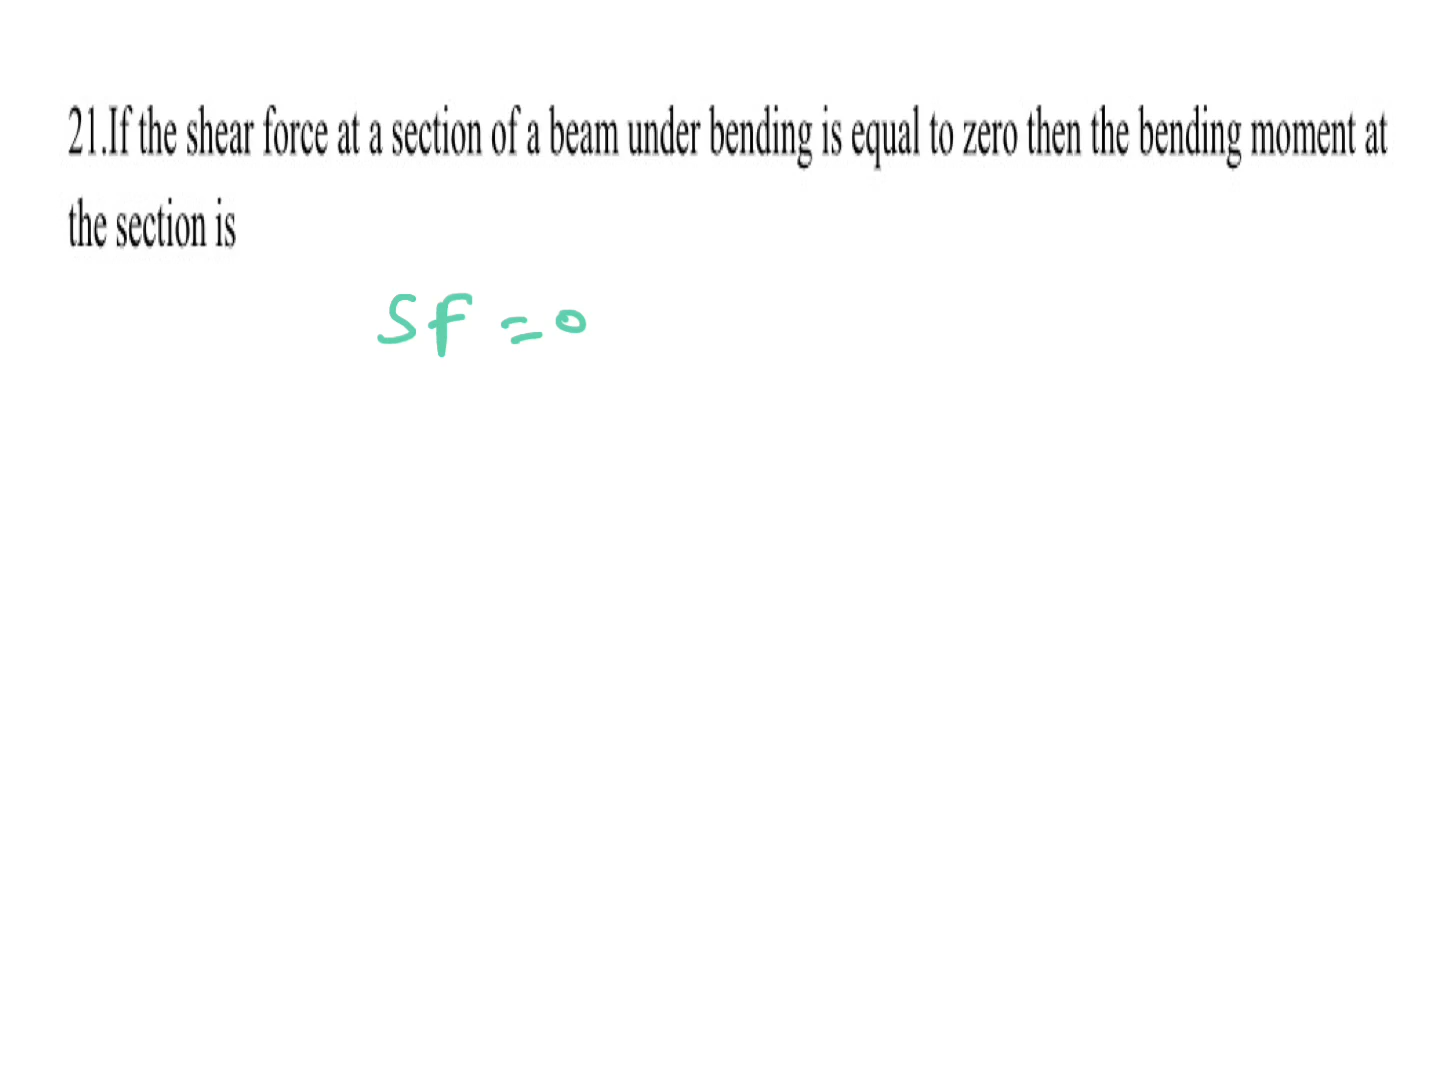 21.If the shear force at a section of a beam under bending is equal to zero then the bending moment at
the section is
SF = 0